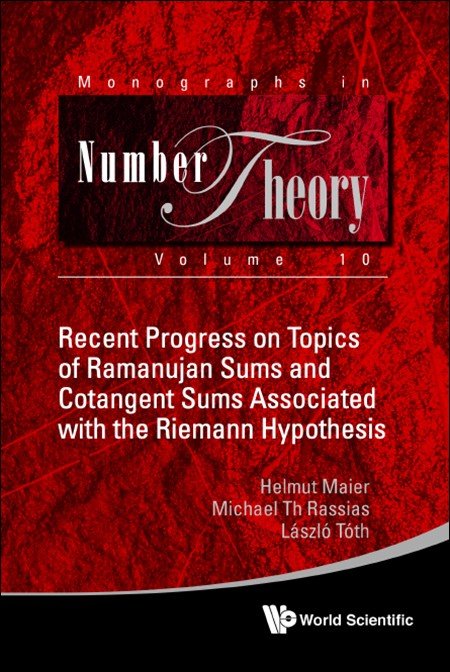 Monographs in
Number Theory
Volume 10
Recent Progress on Topics
of Ramanujan Sums and
Cotangent Sums Associated
with the Riemann Hypothesis
Helmut Maier
Michael Th Rassias
László Tóth
World Scientific